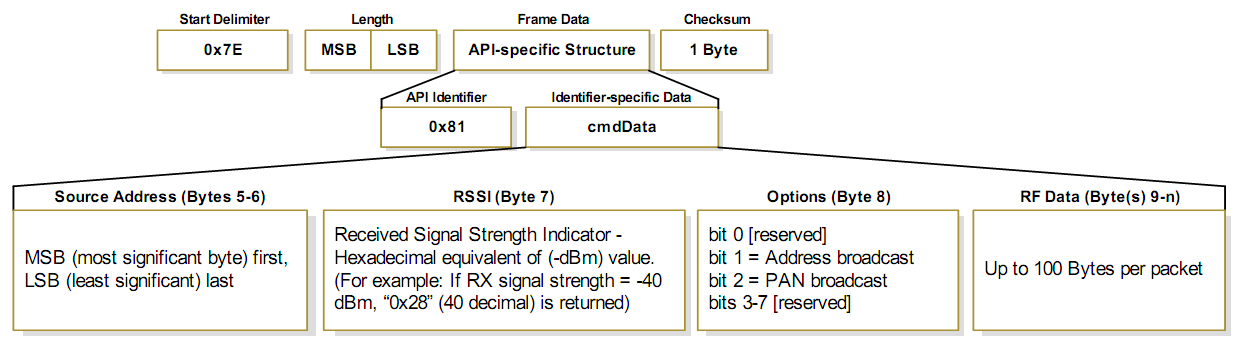 Start Delimiter
Length
Frame Data
Checksum
0x7E
MSB
LSB
API-specific Structure
1 Byte
API Identifier
Identifier-specific Data
0x81
cmdData
Source Address (Bytes 5-6)
MSB (most significant byte) first,
LSB (least significant) last
RSSI (Byte 7)
Received Signal Strength Indicator -
Hexadecimal equivalent of (-dBm) value.
(For example: If RX signal strength = -40
dBm, “0x28” (40 decimal) is returned)
Options (Byte 8)
bit 0 [reserved]
bit 1 = Address broadcast
bit 2 = PAN broadcast
bits 3-7 [reserved]
RF Data (Byte(s) 9-n)
Up to 100 Bytes per packet